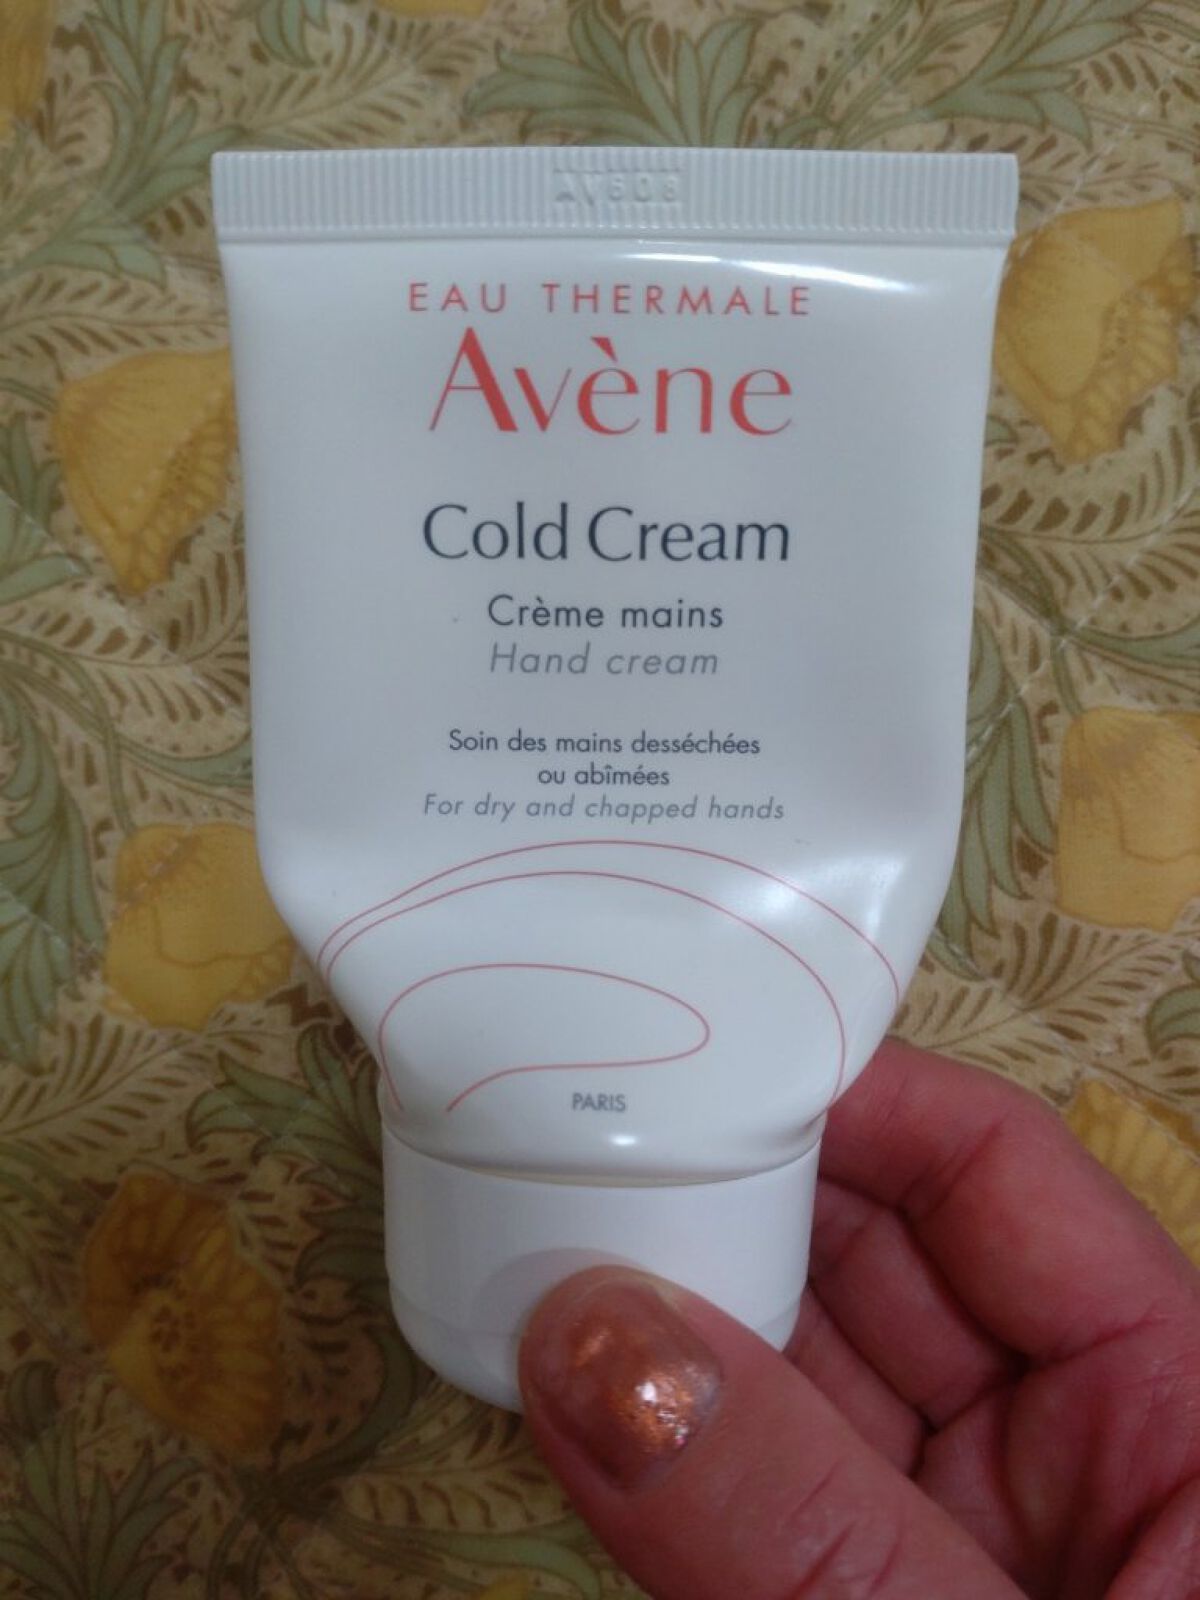 AV608
EAU THERMALE
Avène
Cold Cream
Crème mains
Hand cream
Soin des mains desséchées
ou abîmées
For dry and chapped hands
PARIS